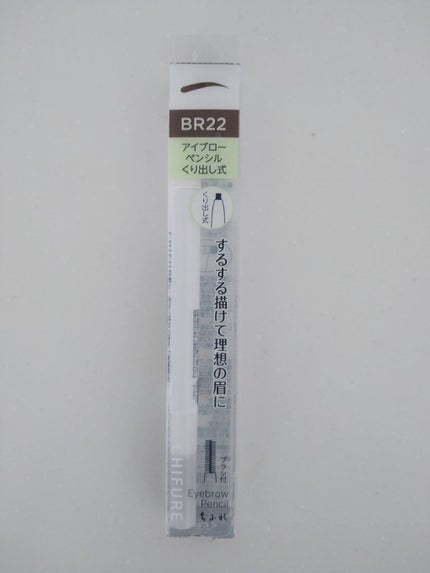 BR22
アイブロー
ペンシル
くり出し式
くり出し式
するする描けて理想の眉に
ブラシ付
Eyebrow
Pencil
ちふれ
CHIFURE